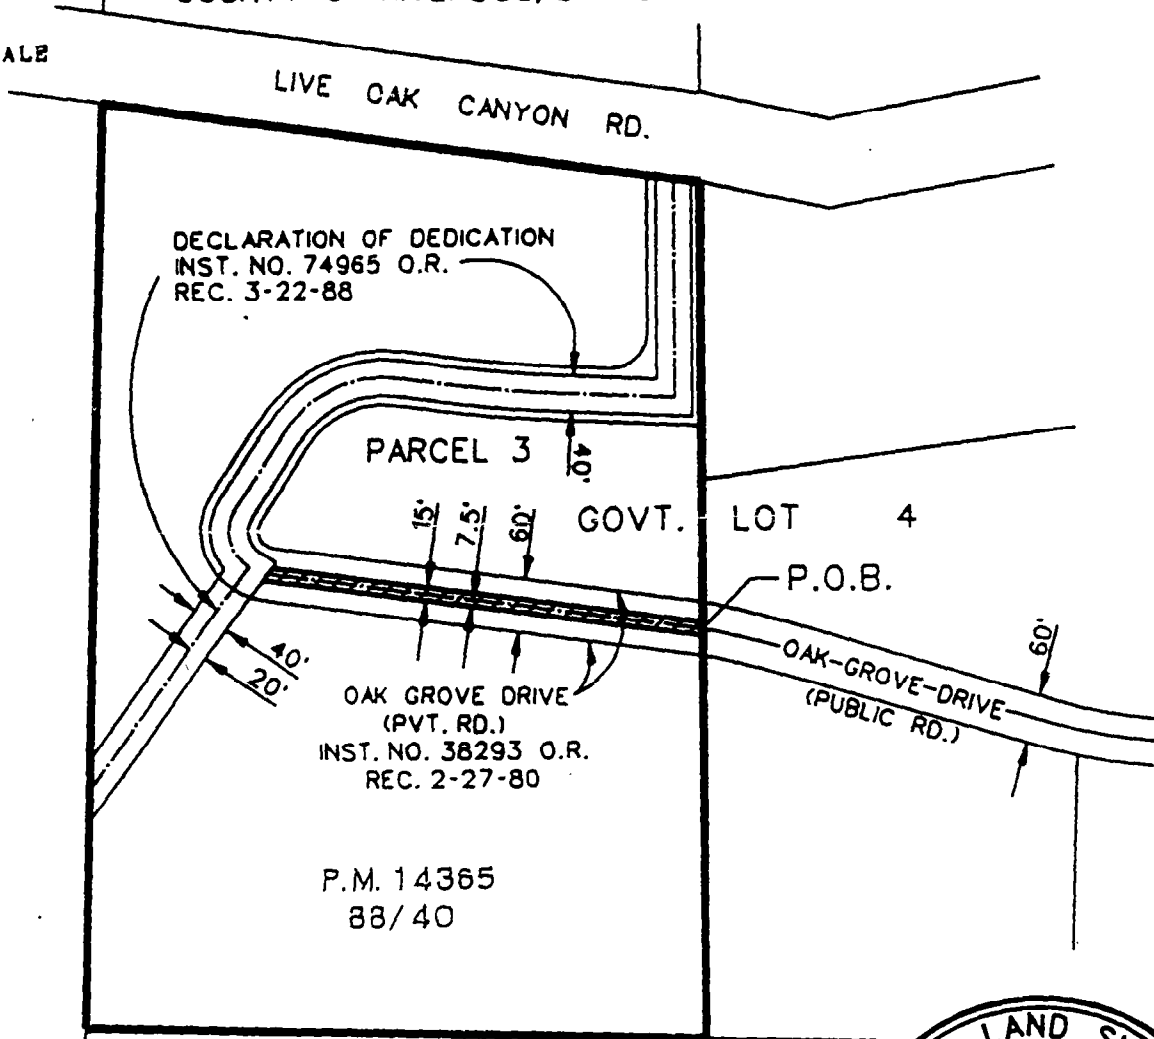 ALE
LIVE OAK CANYON RD.
DECLARATION OF DEDICATION
INST. NO. 74965 O.R.
REC. 3-22-88
PARCEL 3
40'
15'
7.5'
60'
GOVT. LOT 4
P.O.B.
40'
20'
OAK GROVE DRIVE
(PVT. RD.)
INST. NO. 38293 O.R.
REC. 2-27-80
OAK-GROVE-DRIVE
(PUBLIC RD.)
60'
P.M. 14365
88/40
LAND